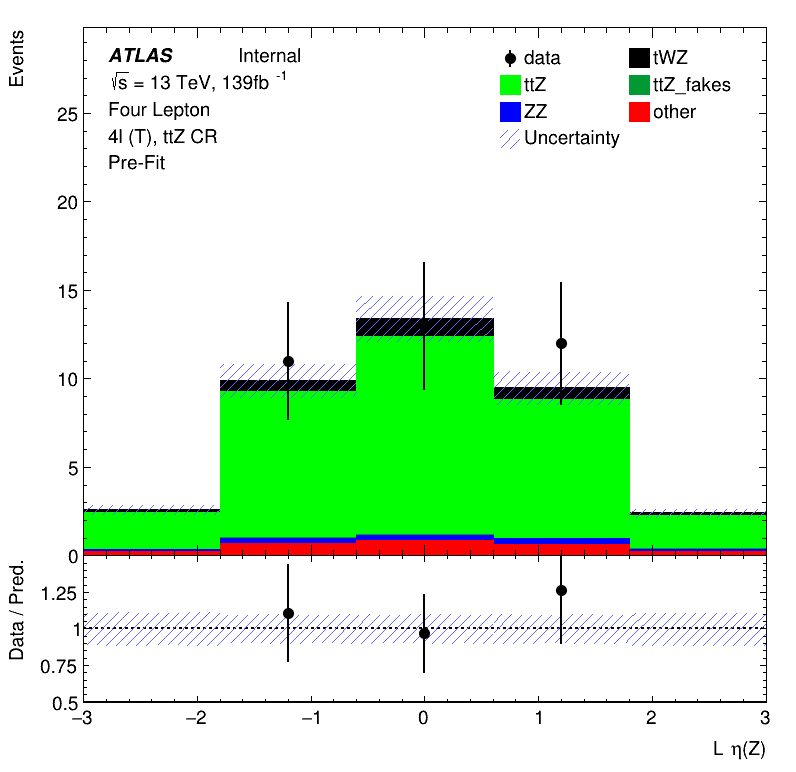 Events
ATLAS Internal
√s = 13 TeV, 139fb -1
Four Lepton
4l (T), ttZ CR
Pre-Fit
data
tWZ
ttZ
ttZ_fakes
ZZ
other
Uncertainty
25
20
15
10
5
0
Data / Pred.
1.25
1
0.75
0.5
−3 −2 −1 0 1 2 3
L η(Z)